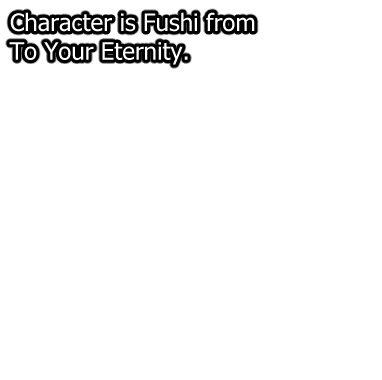 Character is Fushi from
To Your Eternity.